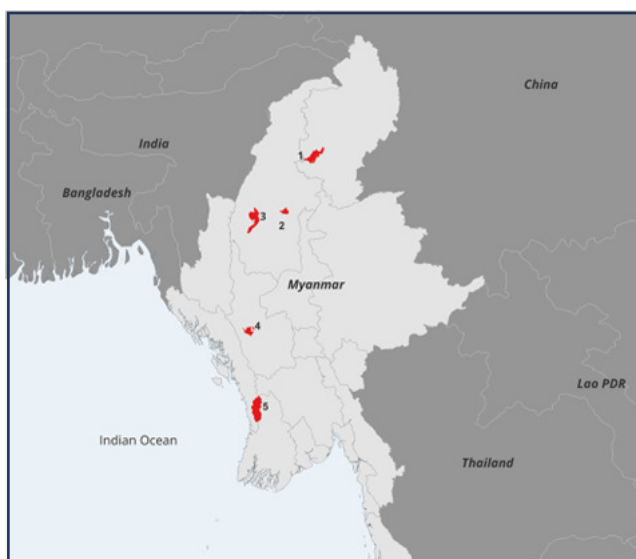 China
India
1
Bangladesh
3
2
Myanmar
4
Lao PDR
5
Indian Ocean
Thailand